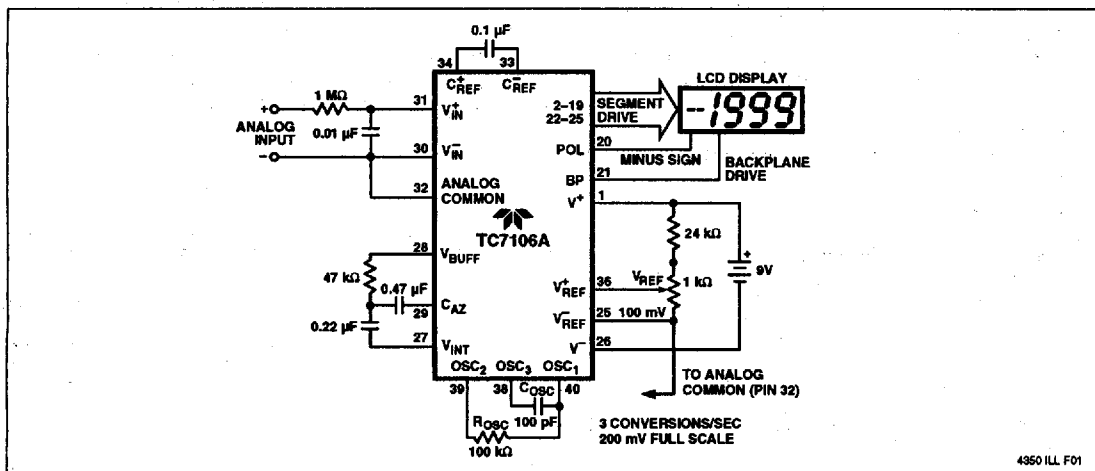 0.1 µF
34
33
C+REF
C-REF
LCD DISPLAY
-1999
1 MΩ
31
V+IN
2–19
22–25
SEGMENT
DRIVE
+
ANALOG
INPUT
–
0.01 µF
30
V-IN
POL
20
MINUS SIGN
BACKPLANE
DRIVE
32
ANALOG
COMMON
BP
21
V+
1
TC7106A
24 kΩ
+
9V
28
VBUFF
47 kΩ
0.47 µF
V+REF
36
VREF
1 kΩ
CAZ
29
V-REF
25
100 mV
0.22 µF
27
VINT
V–
26
OSC2
OSC3
OSC1
39
38
COSC
40
100 pF
TO ANALOG
COMMON (PIN 32)
ROSC
100 kΩ
3 CONVERSIONS/SEC
200 mV FULL SCALE
4350 ILL F01